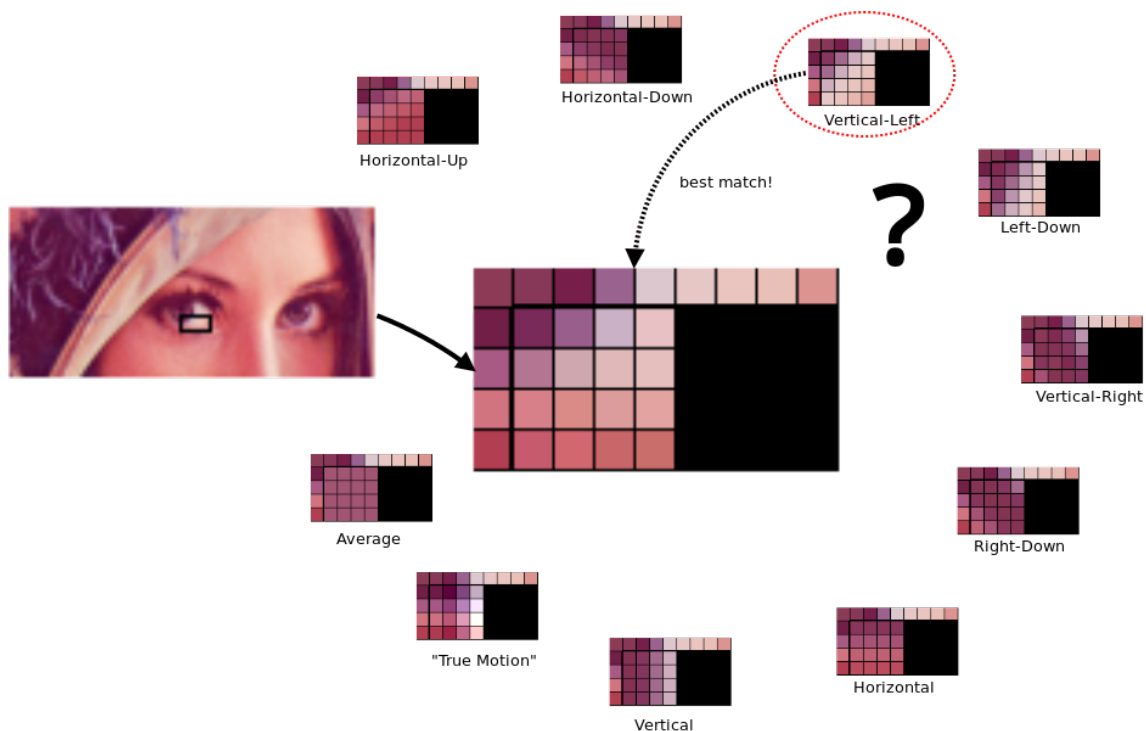 Horizontal-Down
Vertical-Left
Horizontal-Up
best match!
?
Left-Down
Vertical-Right
Average
Right-Down
"True Motion"
Horizontal
Vertical